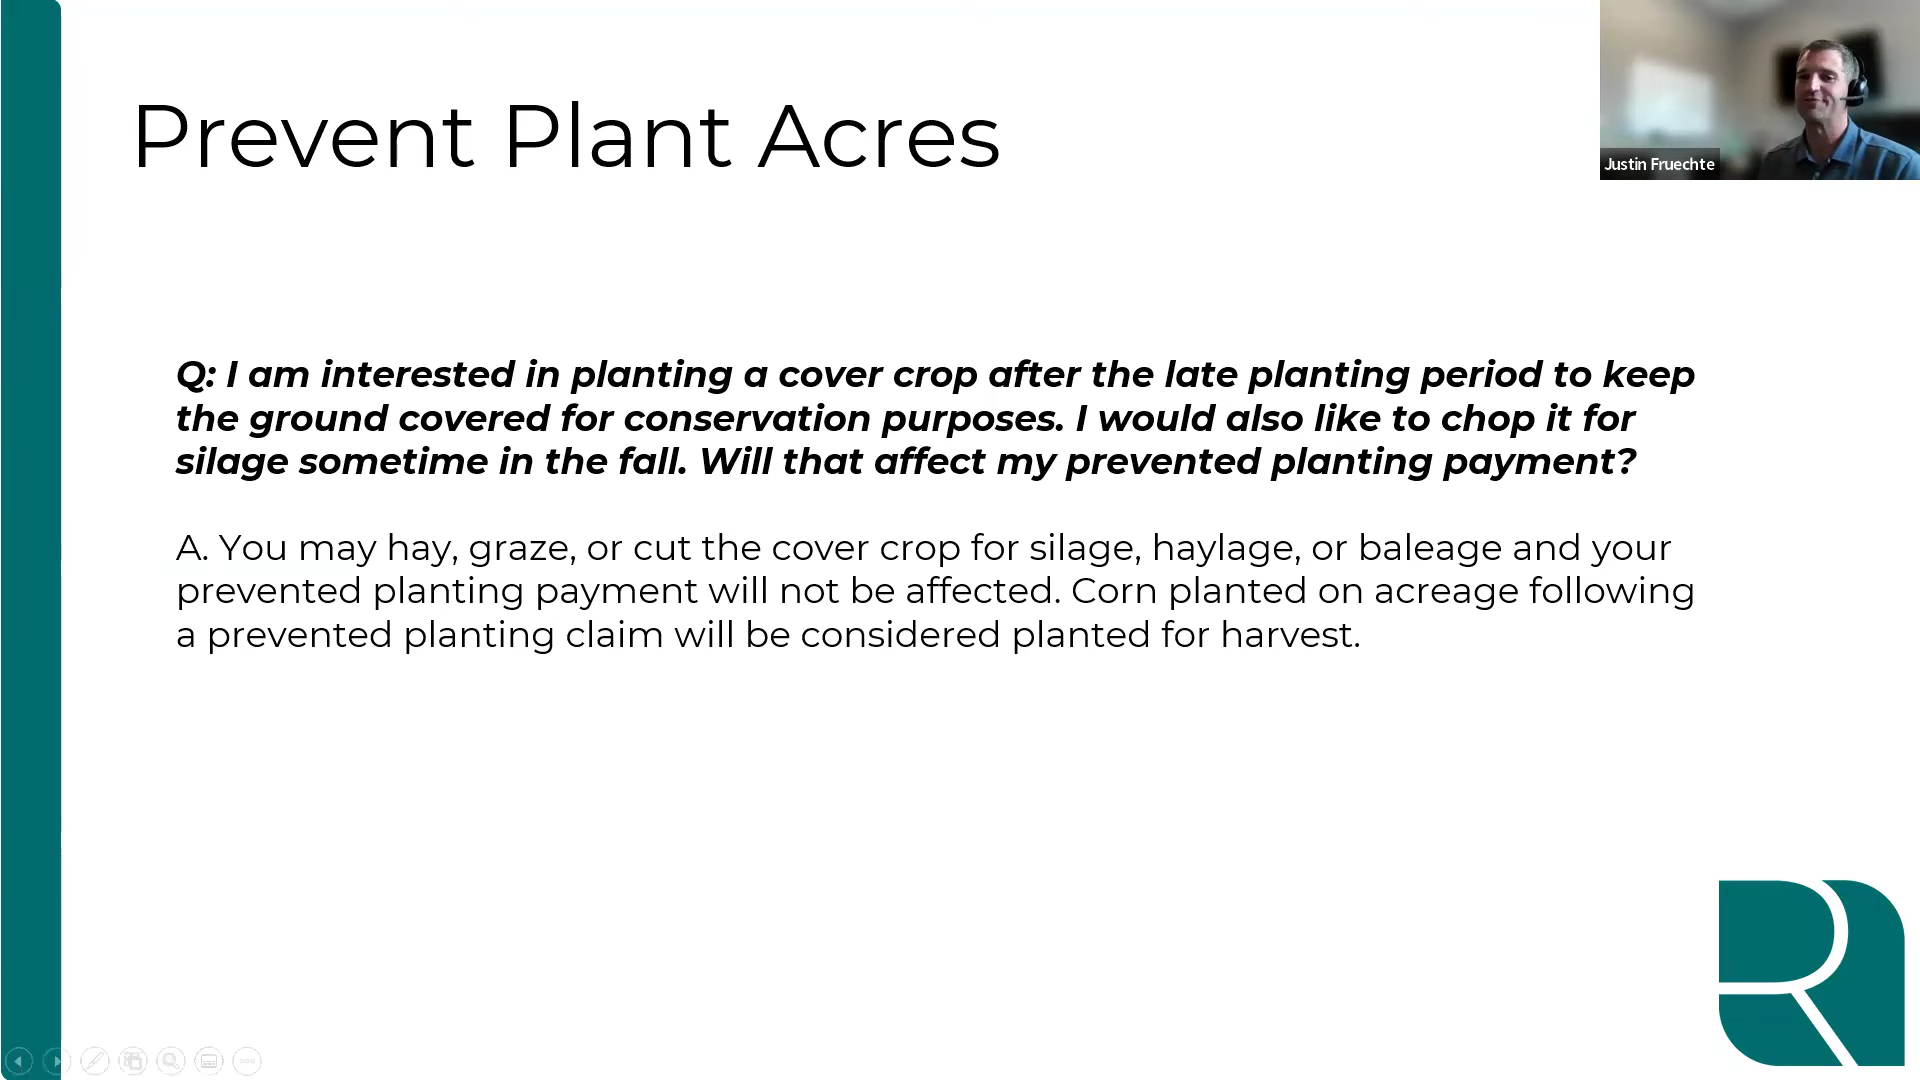 Prevent Plant Acres
Justin Fruechte
Q: I am interested in planting a cover crop after the late planting period to keep
the ground covered for conservation purposes. I would also like to chop it for
silage sometime in the fall. Will that affect my prevented planting payment?
A. You may hay, graze, or cut the cover crop for silage, haylage, or baleage and your
prevented planting payment will not be affected. Corn planted on acreage following
a prevented planting claim will be considered planted for harvest.